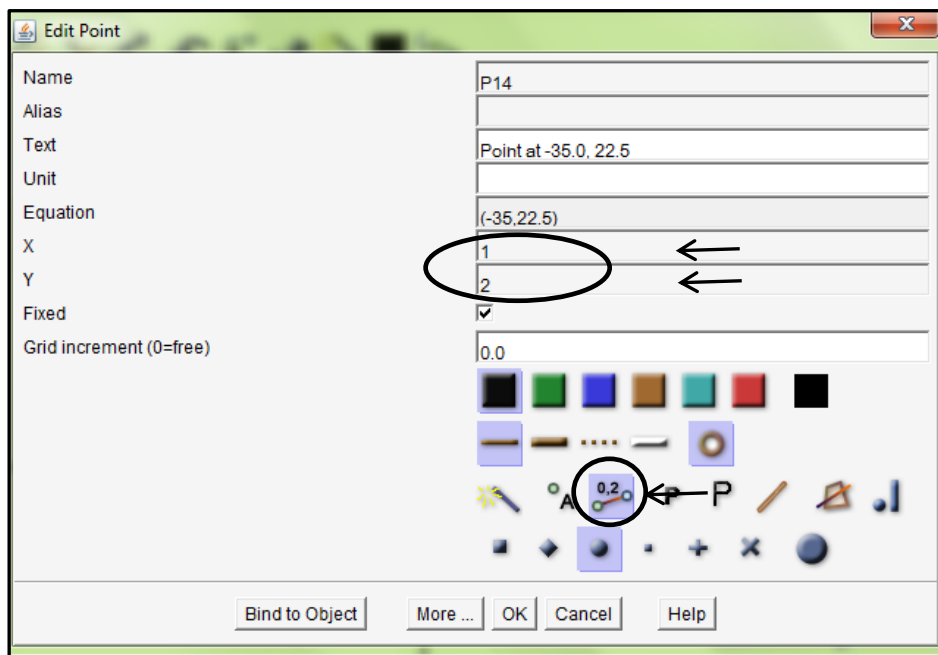 Edit Point
Name P14
Alias
Text Point at -35.0, 22.5
Unit
Equation (-35,22.5)
X 1
Y 2
Fixed
Grid increment (0=free) 0.0
A 0,2 P P
Bind to Object More ... OK Cancel Help